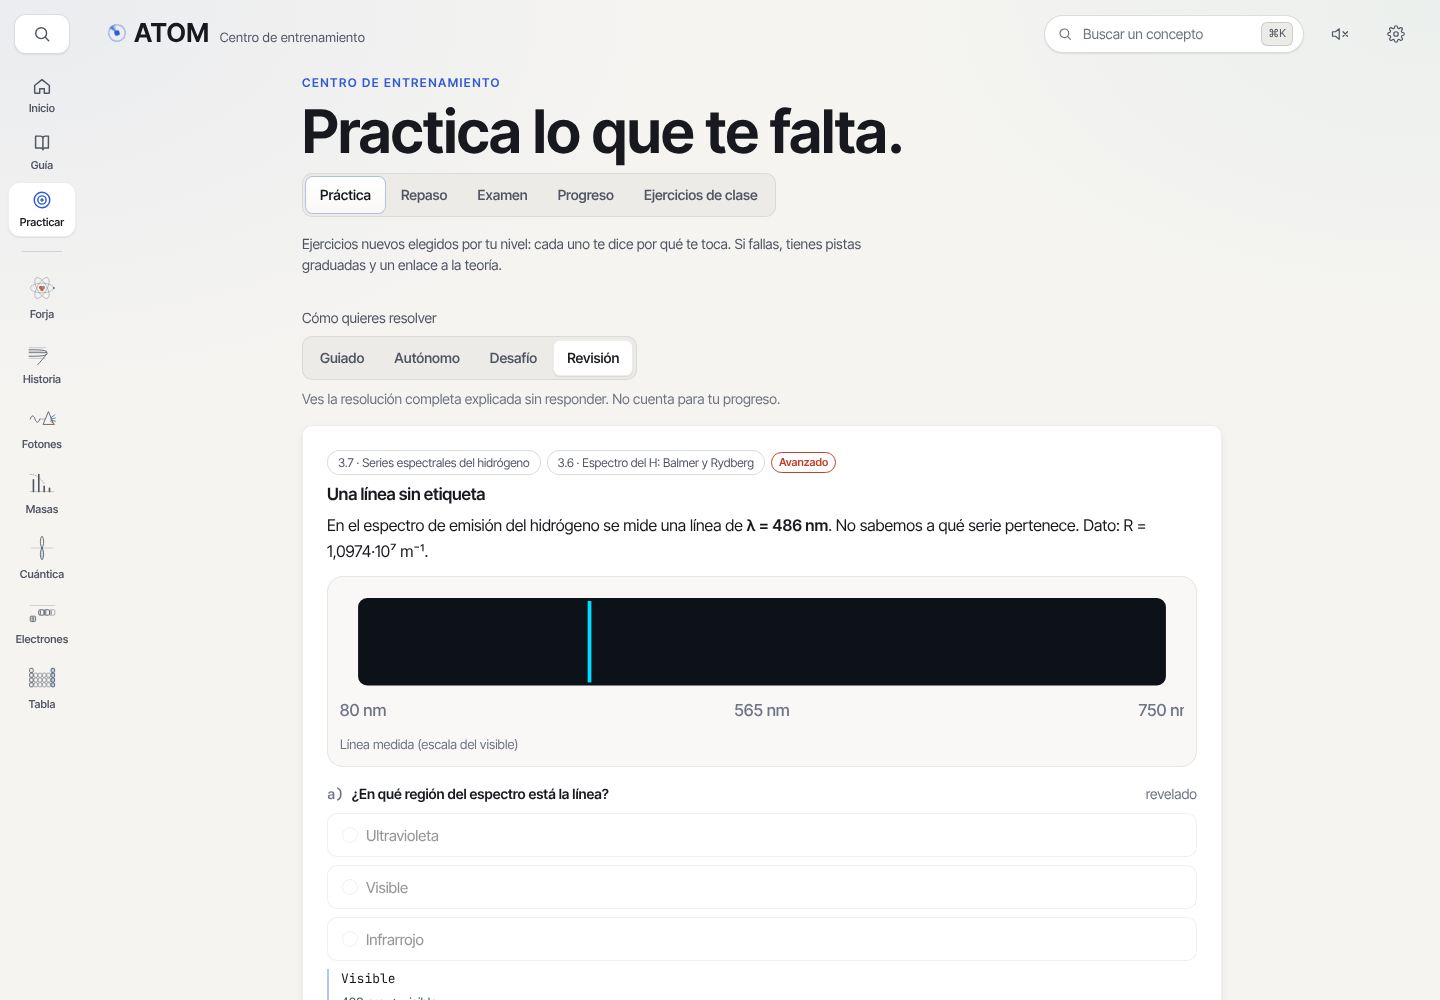 ATOM Centro de entrenamiento
Buscar un concepto ⌘K
Inicio
Guía
Practicar
Forja
Historia
Fotones
Masas
Cuántica
Electrones
Tabla
CENTRO DE ENTRENAMIENTO
Practica lo que te falta.
Práctica Repaso Examen Progreso Ejercicios de clase
Ejercicios nuevos elegidos por tu nivel: cada uno te dice por qué te toca. Si fallas, tienes pistas
graduadas y un enlace a la teoría.
Cómo quieres resolver
Guiado Autónomo Desafío Revisión
Ves la resolución completa explicada sin responder. No cuenta para tu progreso.
3.7 · Series espectrales del hidrógeno 3.6 · Espectro del H: Balmer y Rydberg Avanzado
Una línea sin etiqueta
En el espectro de emisión del hidrógeno se mide una línea de λ = 486 nm. No sabemos a qué serie pertenece. Dato: R =
1,0974·10⁷ m⁻¹.
80 nm 565 nm 750 nr
Línea medida (escala del visible)
a) ¿En qué región del espectro está la línea? revelado
Ultravioleta
Visible
Infrarrojo
Visible